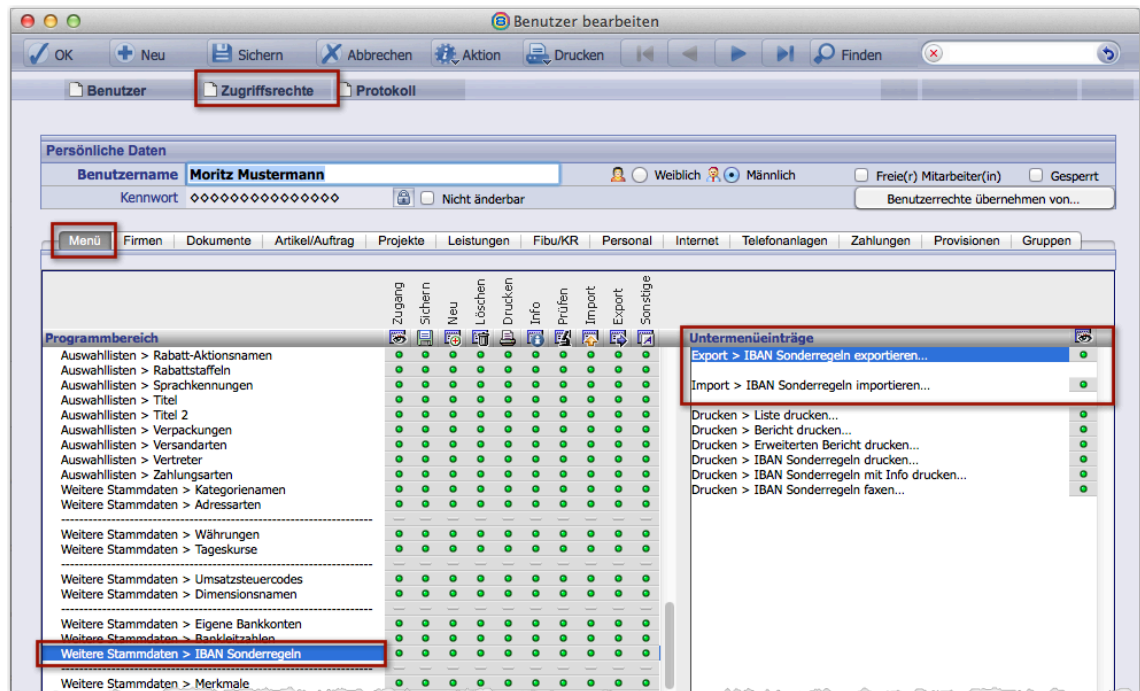 Benutzer bearbeiten
OK Neu Sichern Abbrechen Aktion Drucken Finden
Benutzer Zugriffsrechte Protokoll
Persönliche Daten
Benutzername Moritz Mustermann Weiblich Männlich Freie(r) Mitarbeiter(in) Gesperrt
Kennwort ◇◇◇◇◇◇◇◇◇◇◇◇◇◇◇ Nicht änderbar Benutzerrechte übernehmen von...
Menü Firmen Dokumente Artikel/Auftrag Projekte Leistungen Fibu/KR Personal Internet Telefonanlagen Zahlungen Provisionen Gruppen
Zugang Sichern Neu Löschen Drucken Info Prüfen Import Export Sonstige
Programmbereich Untermenüeinträge
Auswahllisten > Rabatt-Aktionsnamen Export > IBAN Sonderregeln exportieren...
Auswahllisten > Rabattstaffeln
Auswahllisten > Sprachkennungen Import > IBAN Sonderregeln importieren...
Auswahllisten > Titel
Auswahllisten > Titel 2 Drucken > Liste drucken...
Auswahllisten > Verpackungen Drucken > Bericht drucken...
Auswahllisten > Versandarten Drucken > Erweiterten Bericht drucken...
Auswahllisten > Vertreter Drucken > IBAN Sonderregeln drucken...
Auswahllisten > Zahlungsarten Drucken > IBAN Sonderregeln mit Info drucken...
Weitere Stammdaten > Kategorienamen Drucken > IBAN Sonderregeln faxen...
Weitere Stammdaten > Adressarten
Weitere Stammdaten > Währungen
Weitere Stammdaten > Tageskurse
Weitere Stammdaten > Umsatzsteuercodes
Weitere Stammdaten > Dimensionsnamen
Weitere Stammdaten > Eigene Bankkonten
Weitere Stammdaten > Bankleitzahlen
Weitere Stammdaten > IBAN Sonderregeln
Weitere Stammdaten > Merkmale